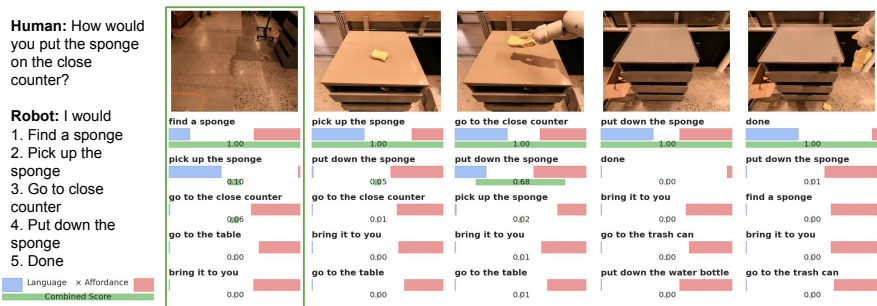 Human: How would
you put the sponge
on the close
counter?
Robot: I would
1. Find a sponge
2. Pick up the
sponge
3. Go to close
counter
4. Put down the
sponge
5. Done
Language × Affordance
Combined Score
find a sponge
1.00
pick up the sponge
0.10
go to the close counter
0.06
go to the table
0.00
bring it to you
0.00
pick up the sponge
1.00
put down the sponge
0.05
go to the close counter
0.01
bring it to you
0.00
go to the table
0.00
go to the close counter
1.00
put down the sponge
0.68
pick up the sponge
0.02
bring it to you
0.01
go to the table
0.01
put down the sponge
1.00
done
0.00
bring it to you
0.00
go to the trash can
0.00
put down the water bottle
0.00
done
1.00
put down the sponge
0.01
find a sponge
0.00
bring it to you
0.00
go to the trash can
0.00